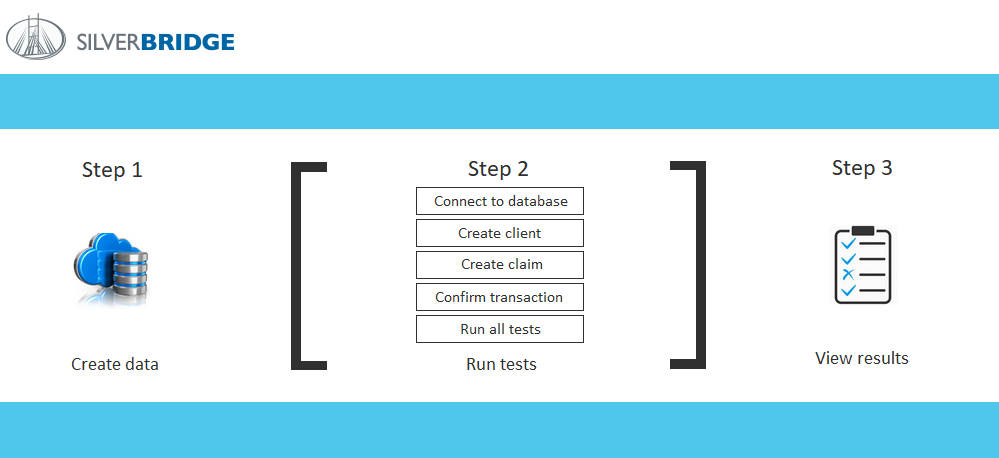 SILVERBRIDGE
Step 1
Create data
Step 2
Connect to database
Create client
Create claim
Confirm transaction
Run all tests
Run tests
Step 3
View results